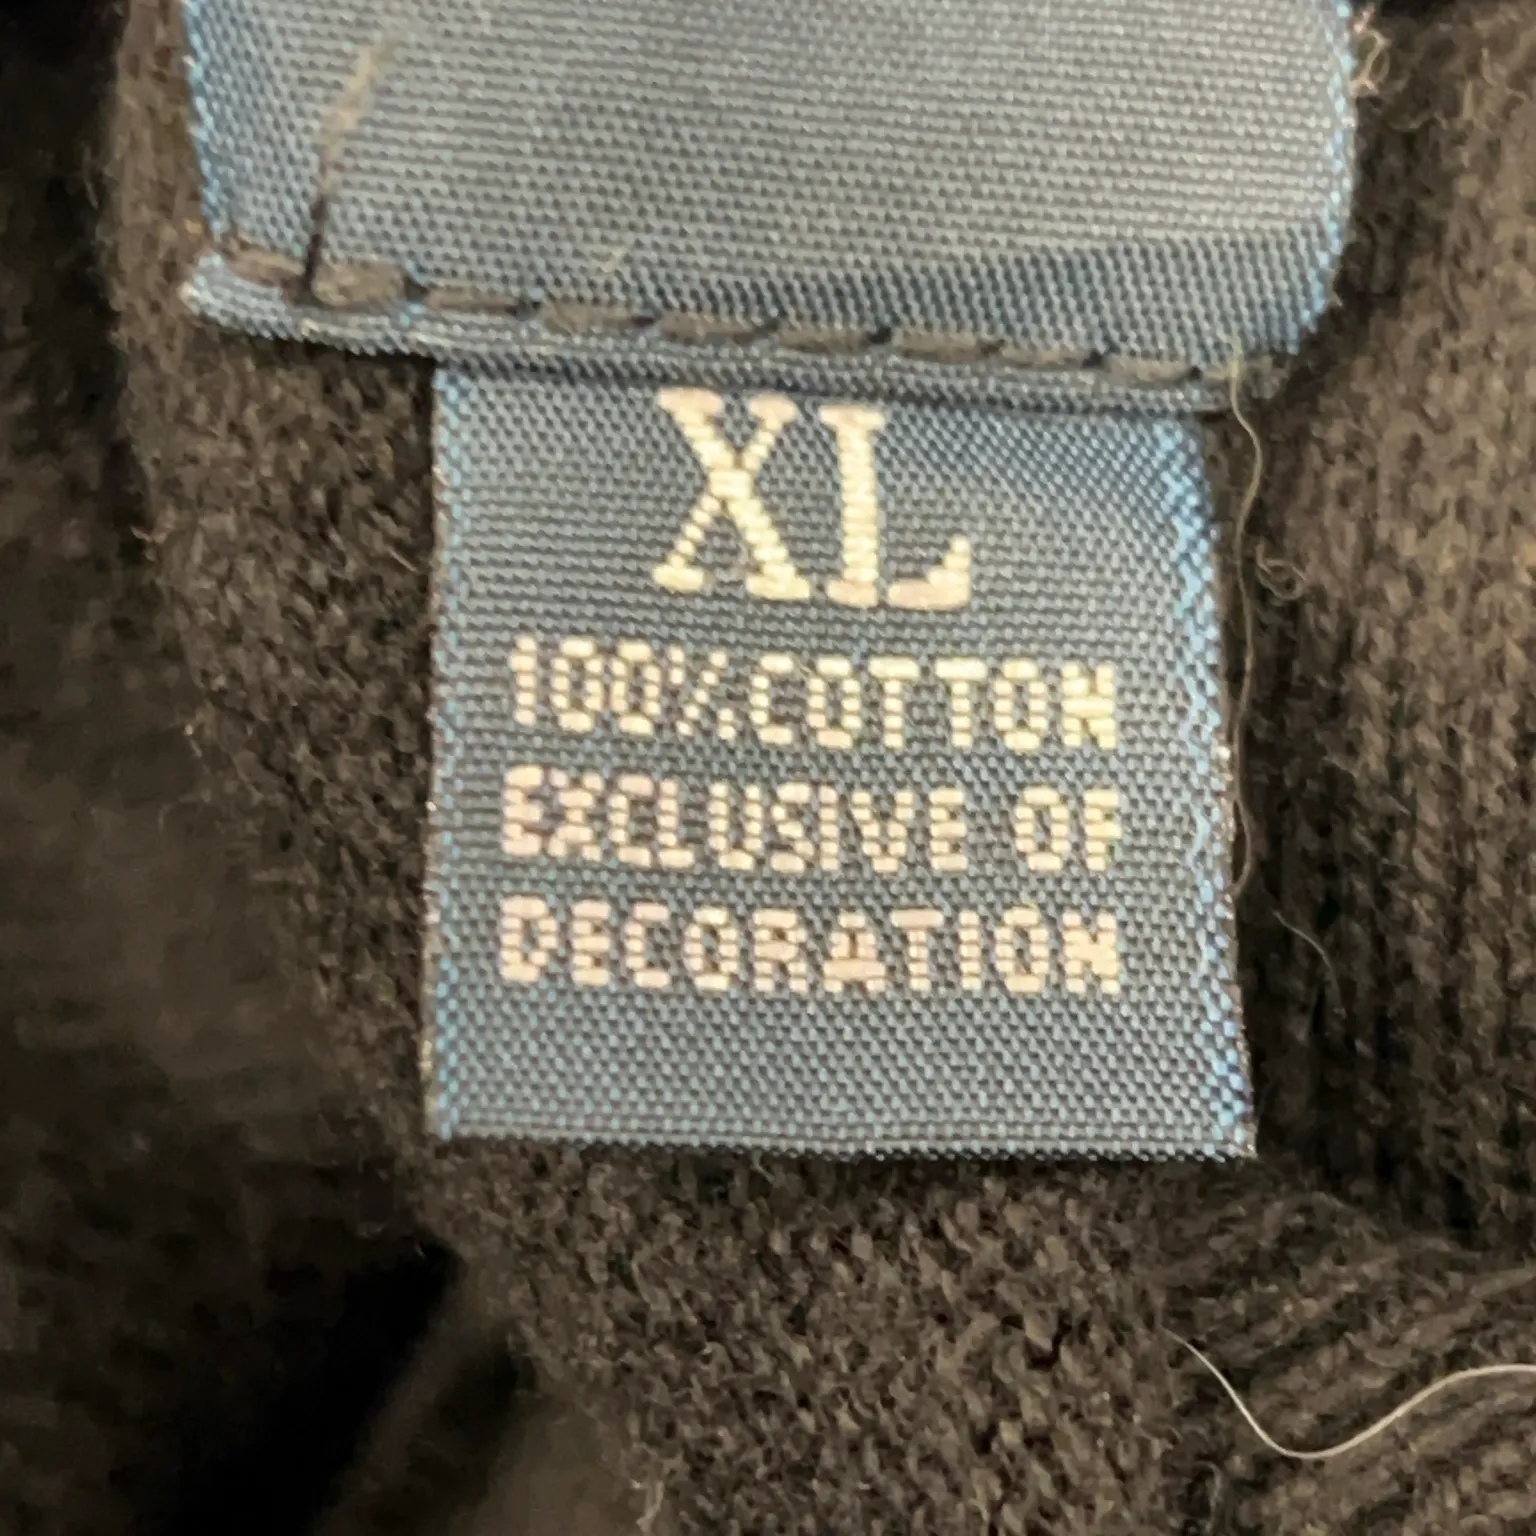 XL
100% COTTON
EXCLUSIVE OF
DECORATION